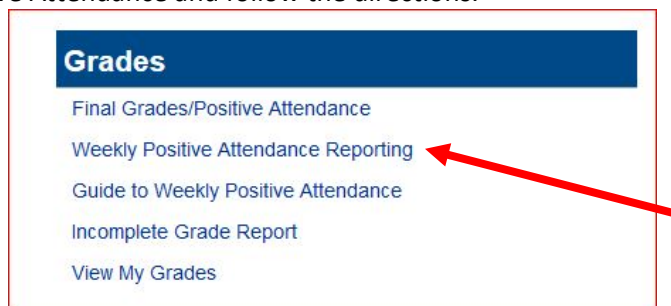 Attendance and follow the directions.
Grades
Final Grades/Positive Attendance
Weekly Positive Attendance Reporting
Guide to Weekly Positive Attendance
Incomplete Grade Report
View My Grades